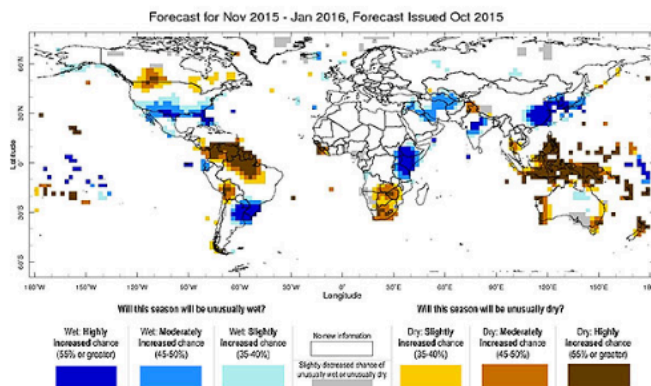 Forecast for Nov 2015 - Jan 2016, Forecast Issued Oct 2015
60°N
30°N
0°
30°S
60°S
Latitude
Latitude
180°W 150°W 120°W 90°W 60°W 30°W 0° 30°E 60°E 90°E 120°E 150°E 180°E
Longitude
Will this season will be unusually wet?
Will this season will be unusually dry?
Wet: Highly
Increased chance
(55% or greater)
Wet: Moderately
Increased chance
(45-50%)
Wet: Slightly
Increased chance
(35-40%)
No new information
Slightly decreased chance of
unusually wet or unusually dry
Dry: Slightly
Increased chance
(35-40%)
Dry: Moderately
Increased chance
(45-50%)
Dry: Highly
Increased chance
(55% or greater)